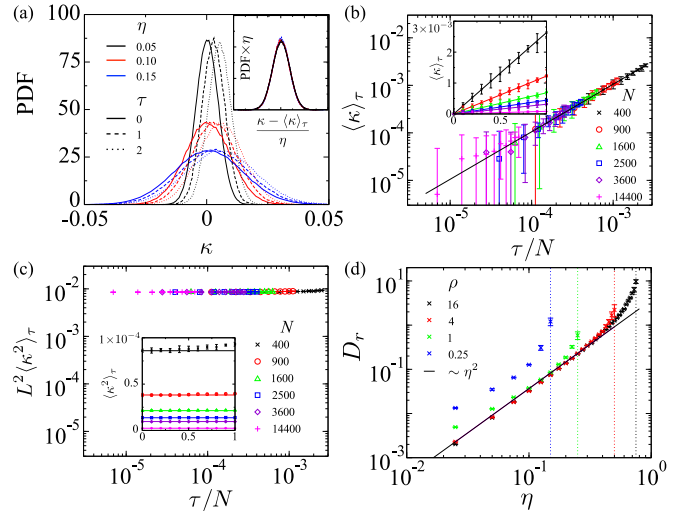 (a)
PDF
100
75
50
25
0
-0.05
0
0.05
κ
η
0.05
0.10
0.15
τ
0
1
2
PDF×η
κ − ⟨κ⟩τ
η
(b)
⟨κ⟩τ
10⁻²
10⁻³
10⁻⁴
10⁻⁵
10⁻⁵
10⁻⁴
10⁻³
τ/N
3×10⁻³
2
1
0
0
0.5
1
⟨κ⟩τ
N
400
900
1600
2500
3600
14400
(c)
L²⟨κ²⟩τ
10⁻⁵
10⁻⁴
10⁻³
10⁻¹
10⁻²
10⁻³
10⁻⁴
10⁻⁵
τ/N
1×10⁻⁴
0.5
0
0
0.5
1
⟨κ²⟩τ
N
400
900
1600
2500
3600
14400
(d)
Dᵣ
10¹
10⁰
10⁻¹
10⁻²
10⁻³
10⁻¹
10⁰
η
ρ
16
4
1
0.25
∼ η²